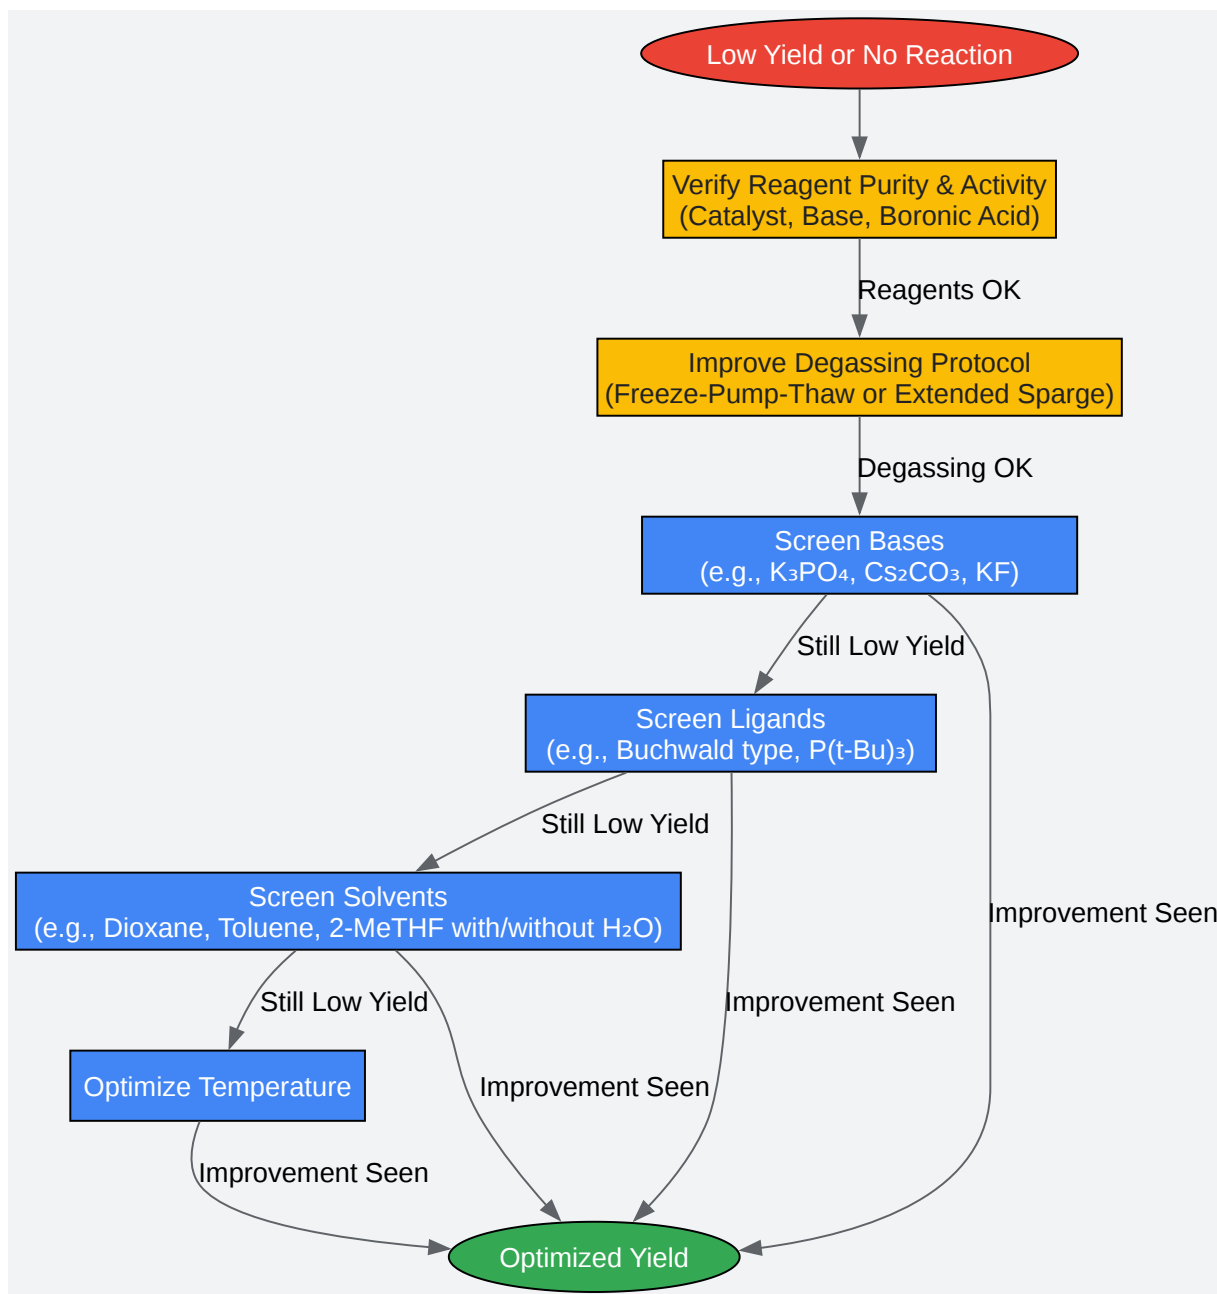 Low Yield or No Reaction
Verify Reagent Purity & Activity
(Catalyst, Base, Boronic Acid)
Reagents OK
Improve Degassing Protocol
(Freeze-Pump-Thaw or Extended Sparge)
Degassing OK
Screen Bases
(e.g., K₃PO₄, Cs₂CO₃, KF)
Still Low Yield
Screen Ligands
(e.g., Buchwald type, P(t-Bu)₃)
Still Low Yield
Screen Solvents
(e.g., Dioxane, Toluene, 2-MeTHF with/without H₂O)
Improvement Seen
Still Low Yield
Improvement Seen
Optimize Temperature
Improvement Seen
Improvement Seen
Optimized Yield